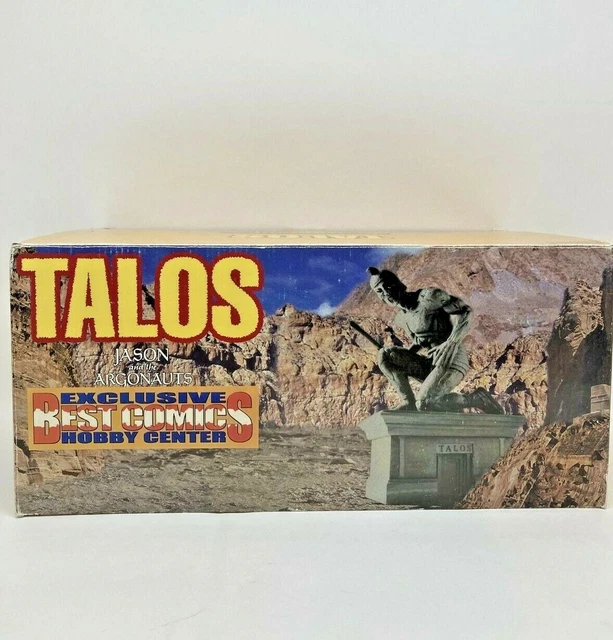 TALOS
JASON
and the
ARGONAUTS
EXCLUSIVE
BEST COMICS
HOBBY CENTER
TALOS